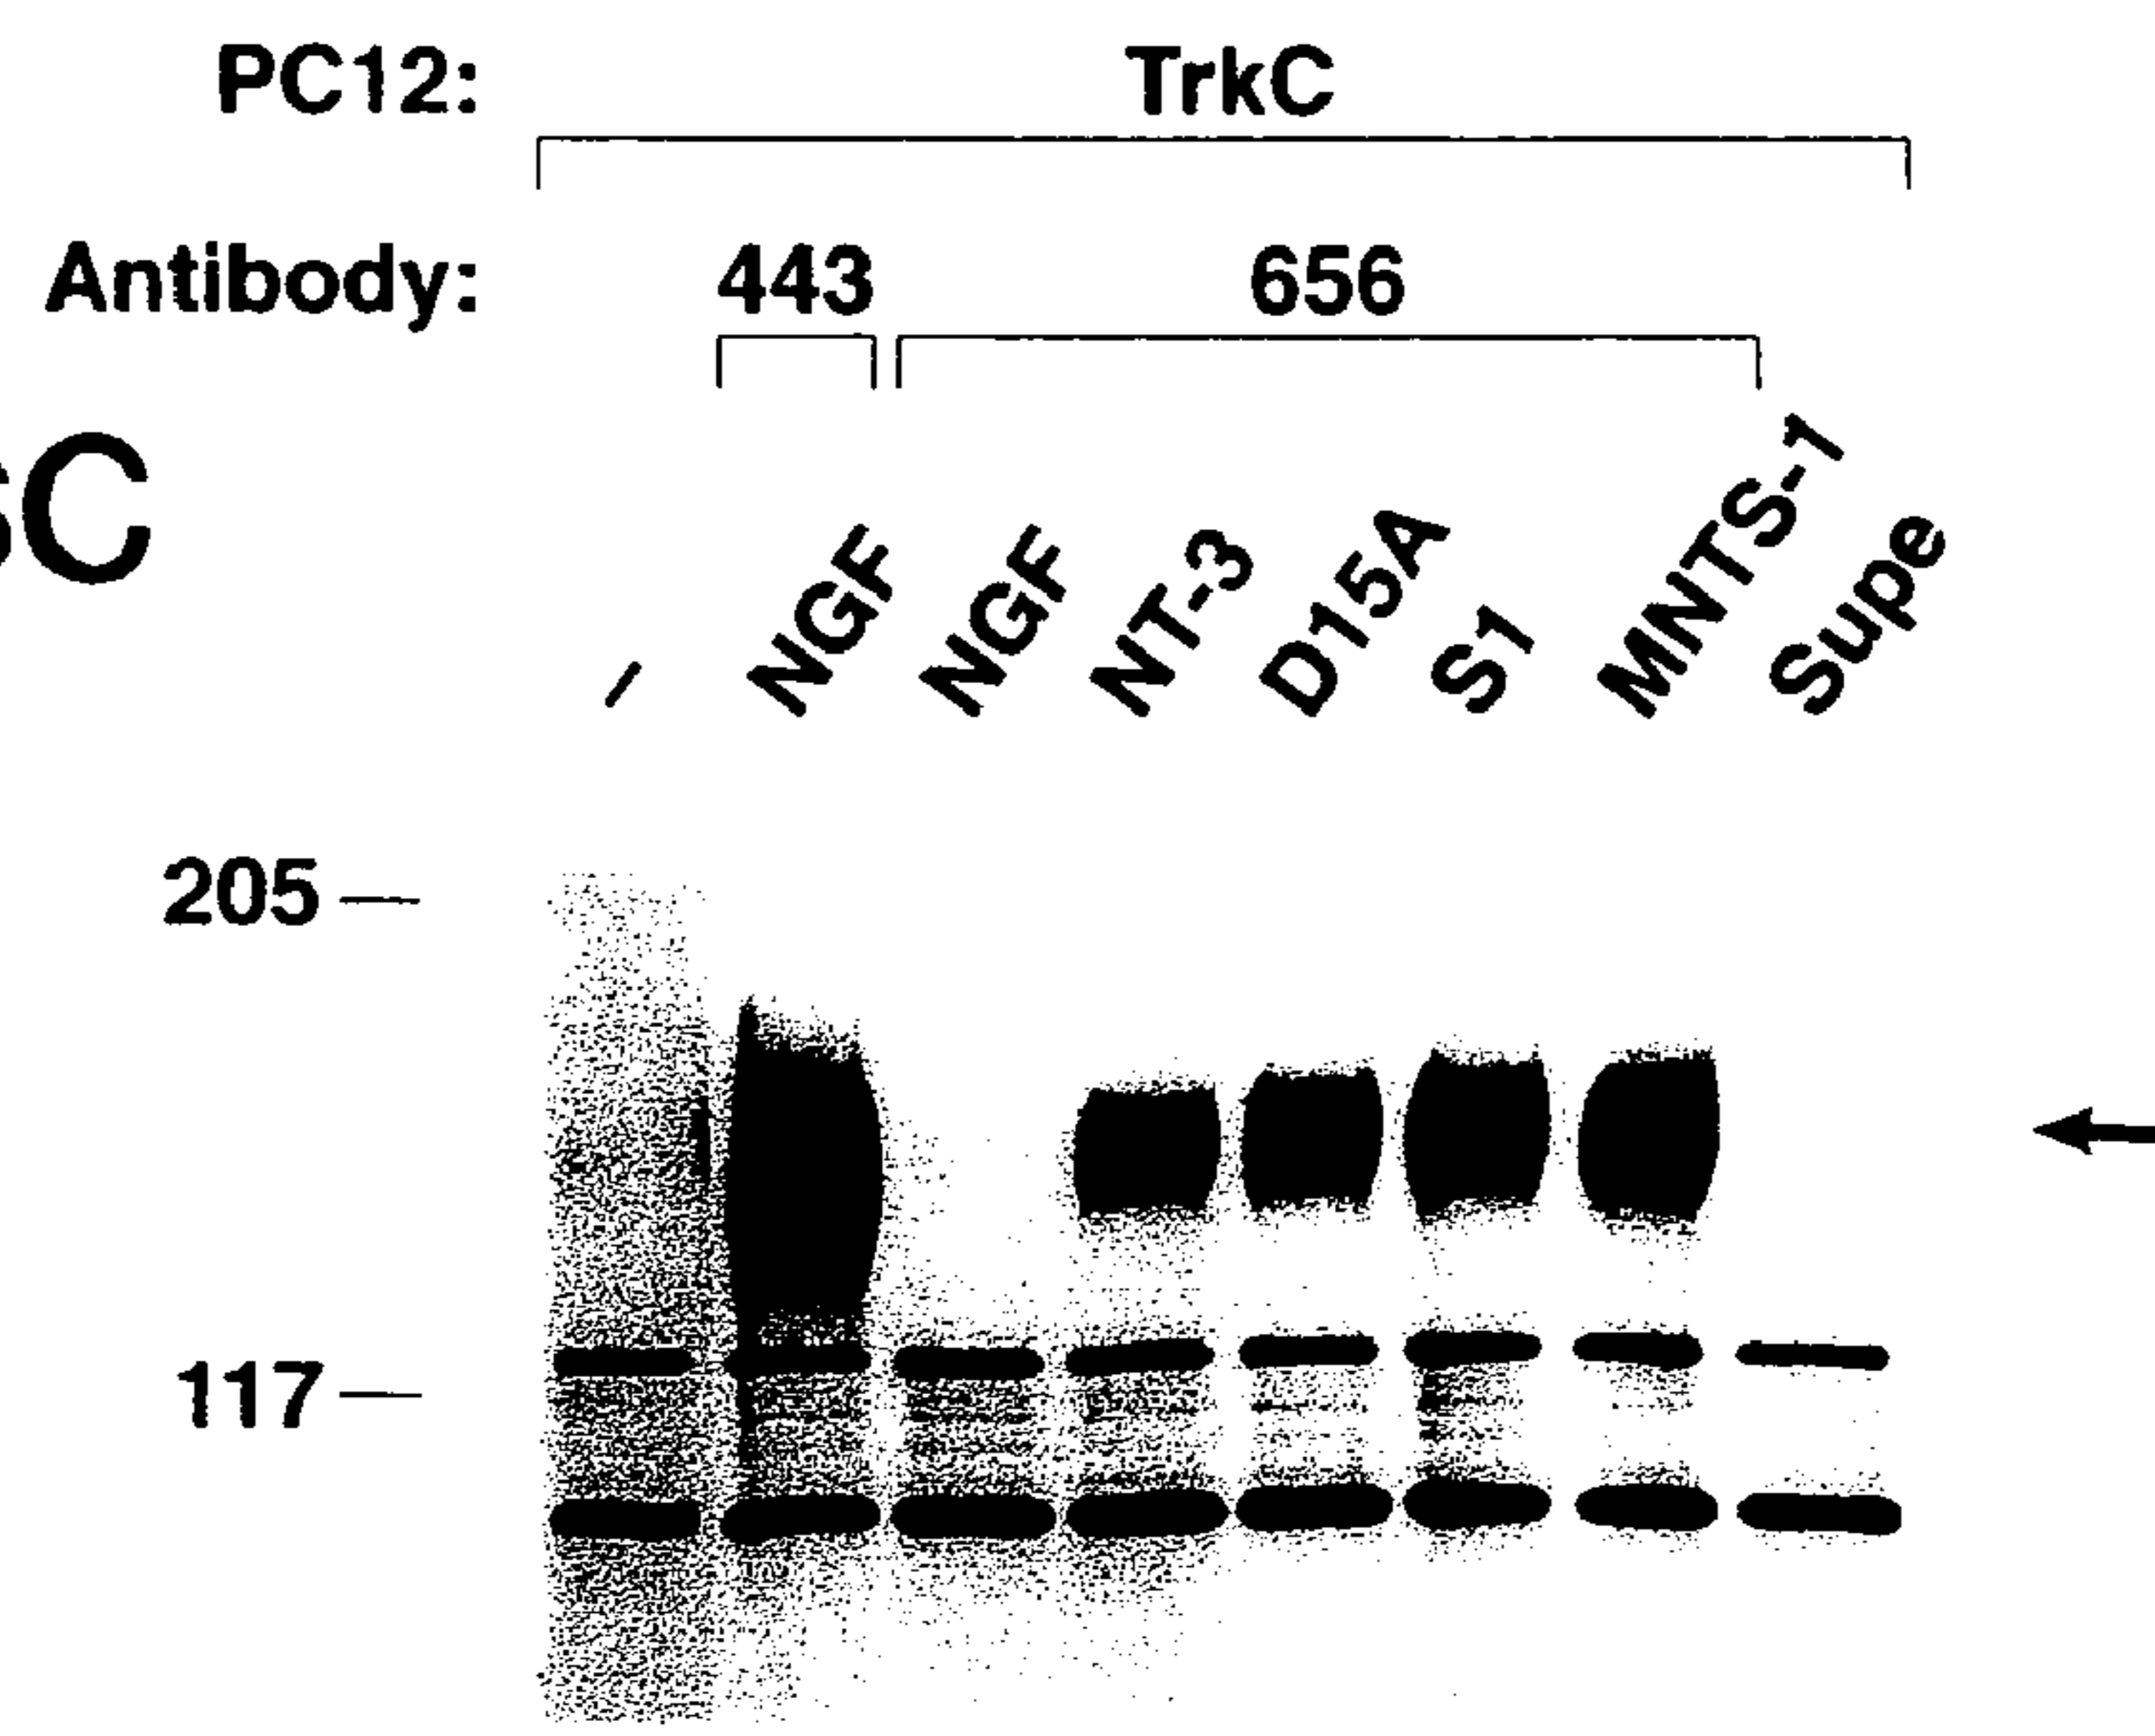 PC12: TrkC
Antibody: 443 656
C
– NGF NGF NT-3 D15A S1 MNTS-1 Supe
205
117